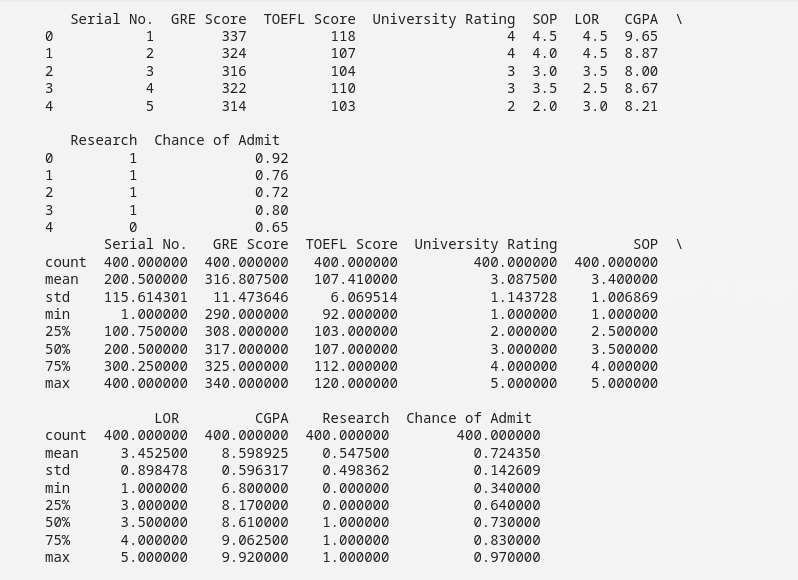 Serial No.  GRE Score  TOEFL Score  University Rating  SOP  LOR   CGPA  \
0           1        337          118                  4  4.5   4.5  9.65
1           2        324          107                  4  4.0   4.5  8.87
2           3        316          104                  3  3.0   3.5  8.00
3           4        322          110                  3  3.5   2.5  8.67
4           5        314          103                  2  2.0   3.0  8.21

   Research  Chance of Admit
0         1              0.92
1         1              0.76
2         1              0.72
3         1              0.80
4         0              0.65
       Serial No.   GRE Score  TOEFL Score  University Rating         SOP  \
count  400.000000  400.000000   400.000000         400.000000  400.000000
mean   200.500000  316.807500   107.410000           3.087500    3.400000
std    115.614301   11.473646     6.069514           1.143728    1.006869
min      1.000000  290.000000    92.000000           1.000000    1.000000
25%    100.750000  308.000000   103.000000           2.000000    2.500000
50%    200.500000  317.000000   107.000000           3.000000    3.500000
75%    300.250000  325.000000   112.000000           4.000000    4.000000
max    400.000000  340.000000   120.000000           5.000000    5.000000

             LOR         CGPA    Research  Chance of Admit
count  400.000000  400.000000  400.000000        400.000000
mean     3.452500    8.598925    0.547500          0.724350
std      0.898478    0.596317    0.498362          0.142609
min      1.000000    6.800000    0.000000          0.340000
25%      3.000000    8.170000    0.000000          0.640000
50%      3.500000    8.610000    1.000000          0.730000
75%      4.000000    9.062500    1.000000          0.830000
max      5.000000    9.920000    1.000000          0.970000